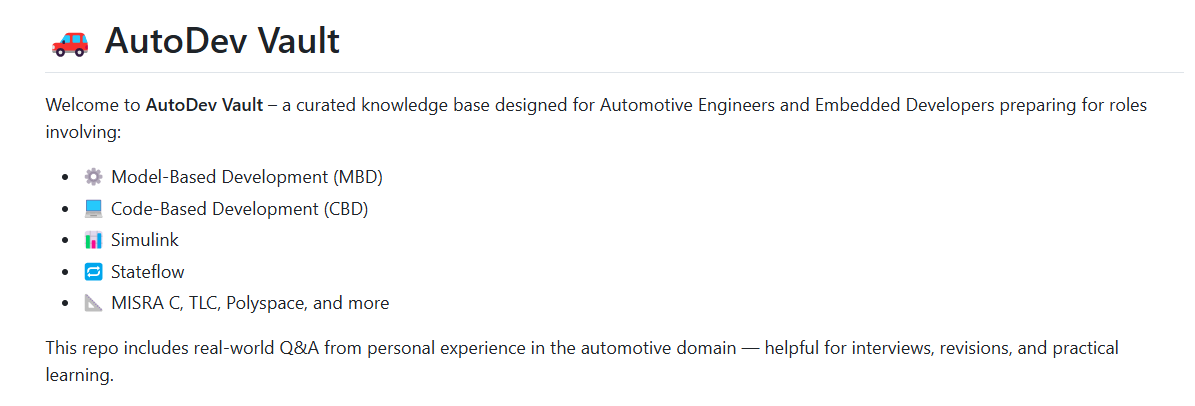 🚗 AutoDev Vault
Welcome to AutoDev Vault – a curated knowledge base designed for Automotive Engineers and Embedded Developers preparing for roles
involving:
• ⚙️ Model-Based Development (MBD)
• 💻 Code-Based Development (CBD)
• 📊 Simulink
• 🔁 Stateflow
• 📐 MISRA C, TLC, Polyspace, and more
This repo includes real-world Q&A from personal experience in the automotive domain — helpful for interviews, revisions, and practical
learning.